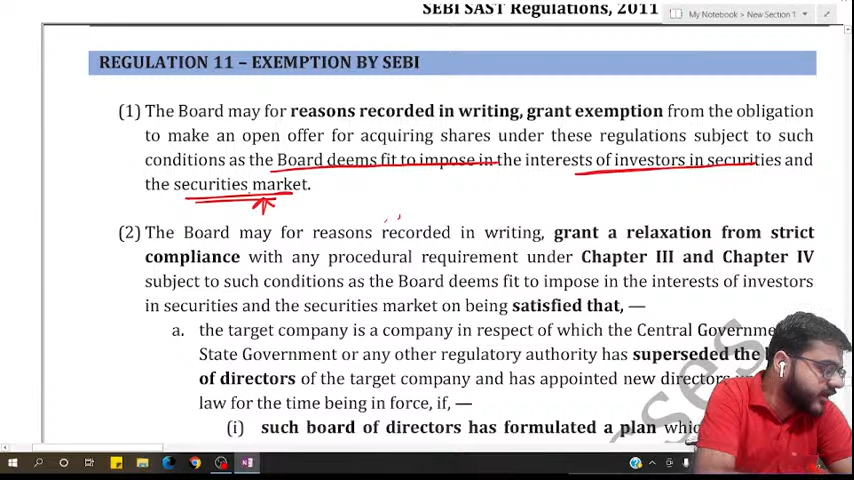 SEBI SAST Regulations, 2011
My Notebook > New Section 1
REGULATION 11 – EXEMPTION BY SEBI
(1) The Board may for reasons recorded in writing, grant exemption from the obligation
to make an open offer for acquiring shares under these regulations subject to such
conditions as the Board deems fit to impose in the interests of investors in securities and
the securities market.
(2) The Board may for reasons recorded in writing, grant a relaxation from strict
compliance with any procedural requirement under Chapter III and Chapter IV
subject to such conditions as the Board deems fit to impose in the interests of investors
in securities and the securities market on being satisfied that, —
a. the target company is a company in respect of which the Central
State Government or any other regulatory authority has superseded the
of directors of the target company and has appointed new directors
law for the time being in force, if, —
(i) such board of directors has formulated a plan